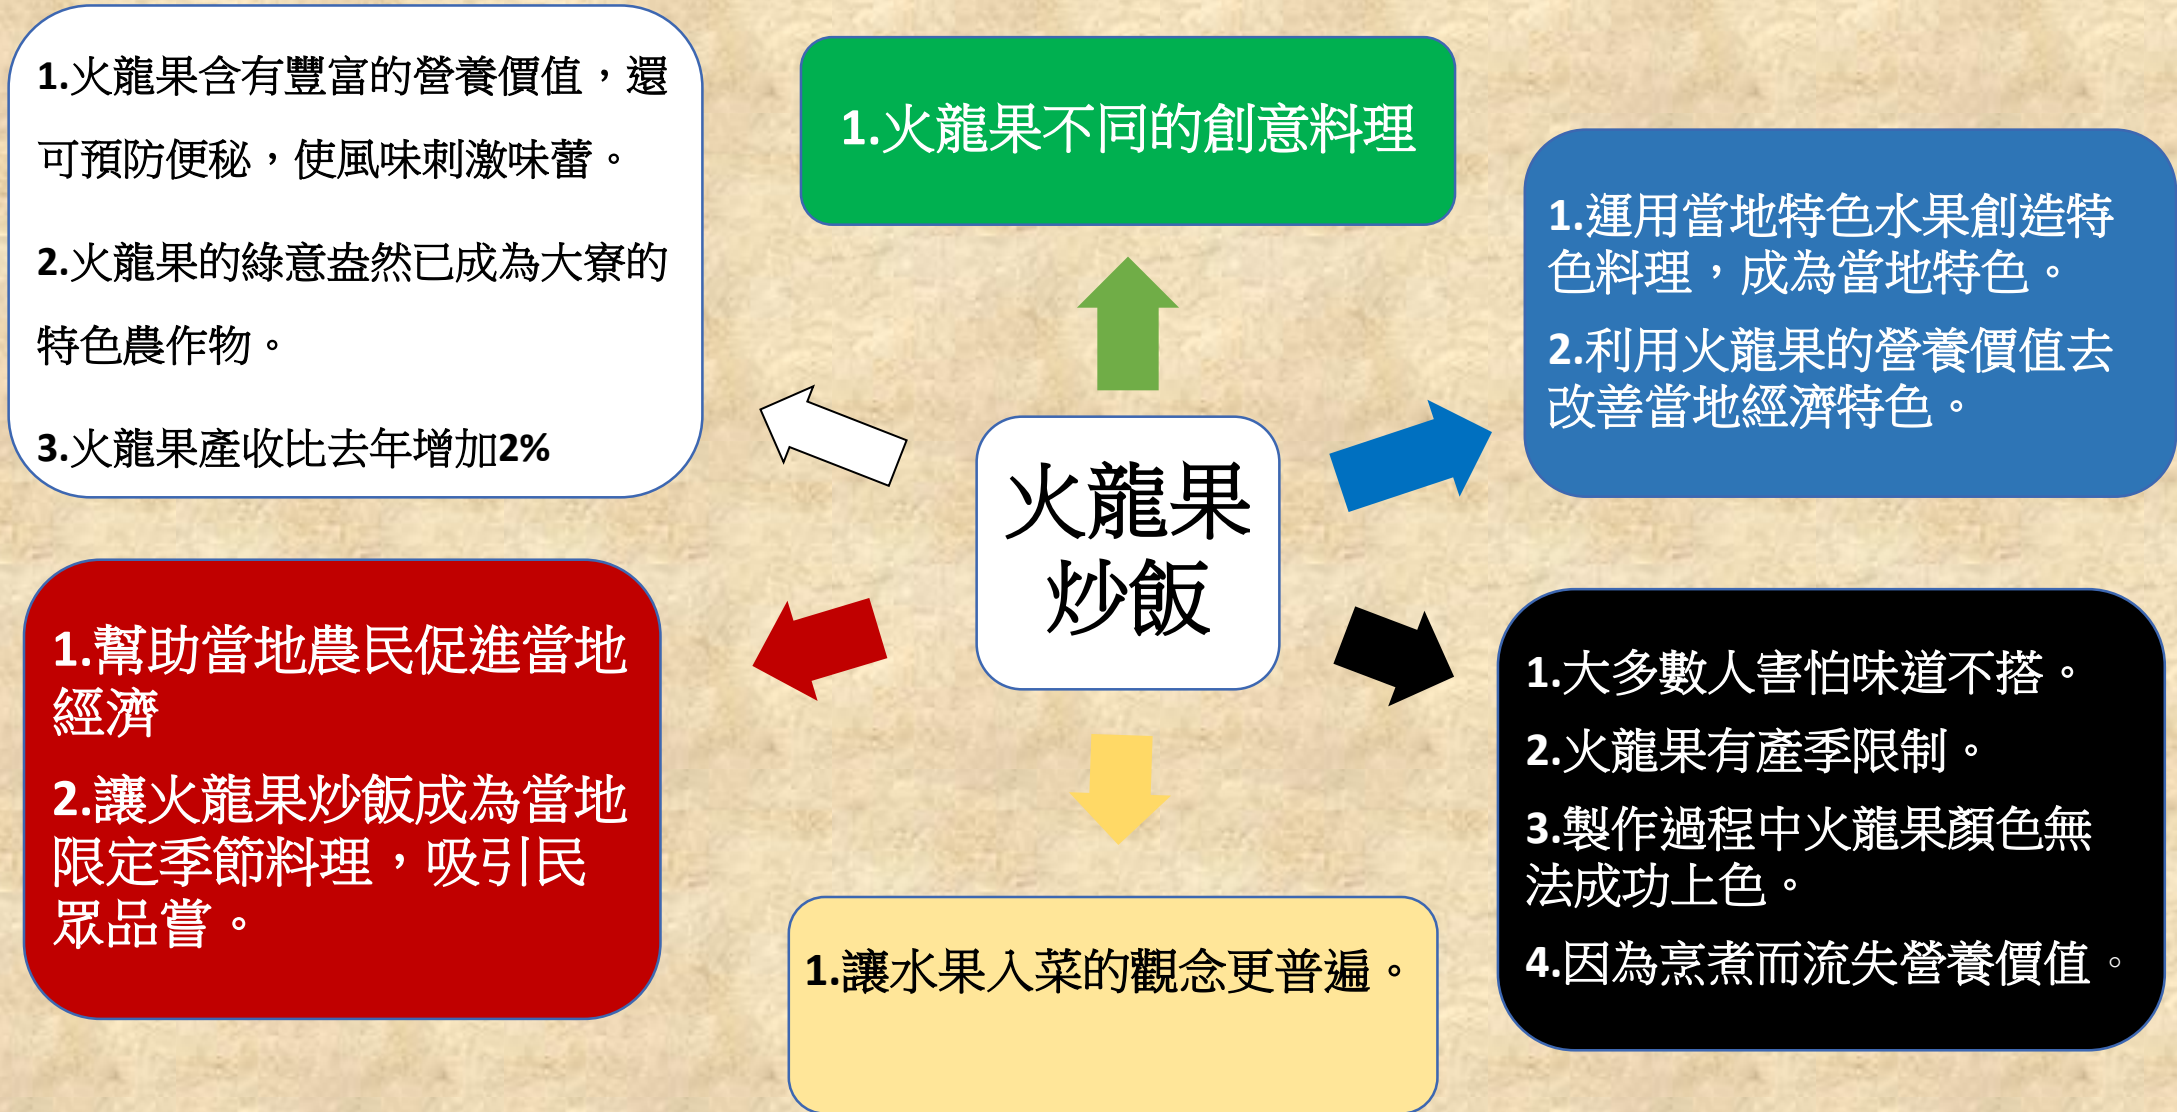 1.火龍果含有豐富的營養價值，還
可預防便秘，使風味刺激味蕾。
2.火龍果的綠意盎然已成為大寮的
特色農作物。
3.火龍果產收比去年增加2%
1.火龍果不同的創意料理
1.運用當地特色水果創造特
色料理，成為當地特色。
2.利用火龍果的營養價值去
改善當地經濟特色。
火龍果
炒飯
1.幫助當地農民促進當地
經濟
2.讓火龍果炒飯成為當地
限定季節料理，吸引民
眾品嘗。
1.讓水果入菜的觀念更普遍。
1.大多數人害怕味道不搭。
2.火龍果有產季限制。
3.製作過程中火龍果顏色無
法成功上色。
4.因為烹煮而流失營養價值。